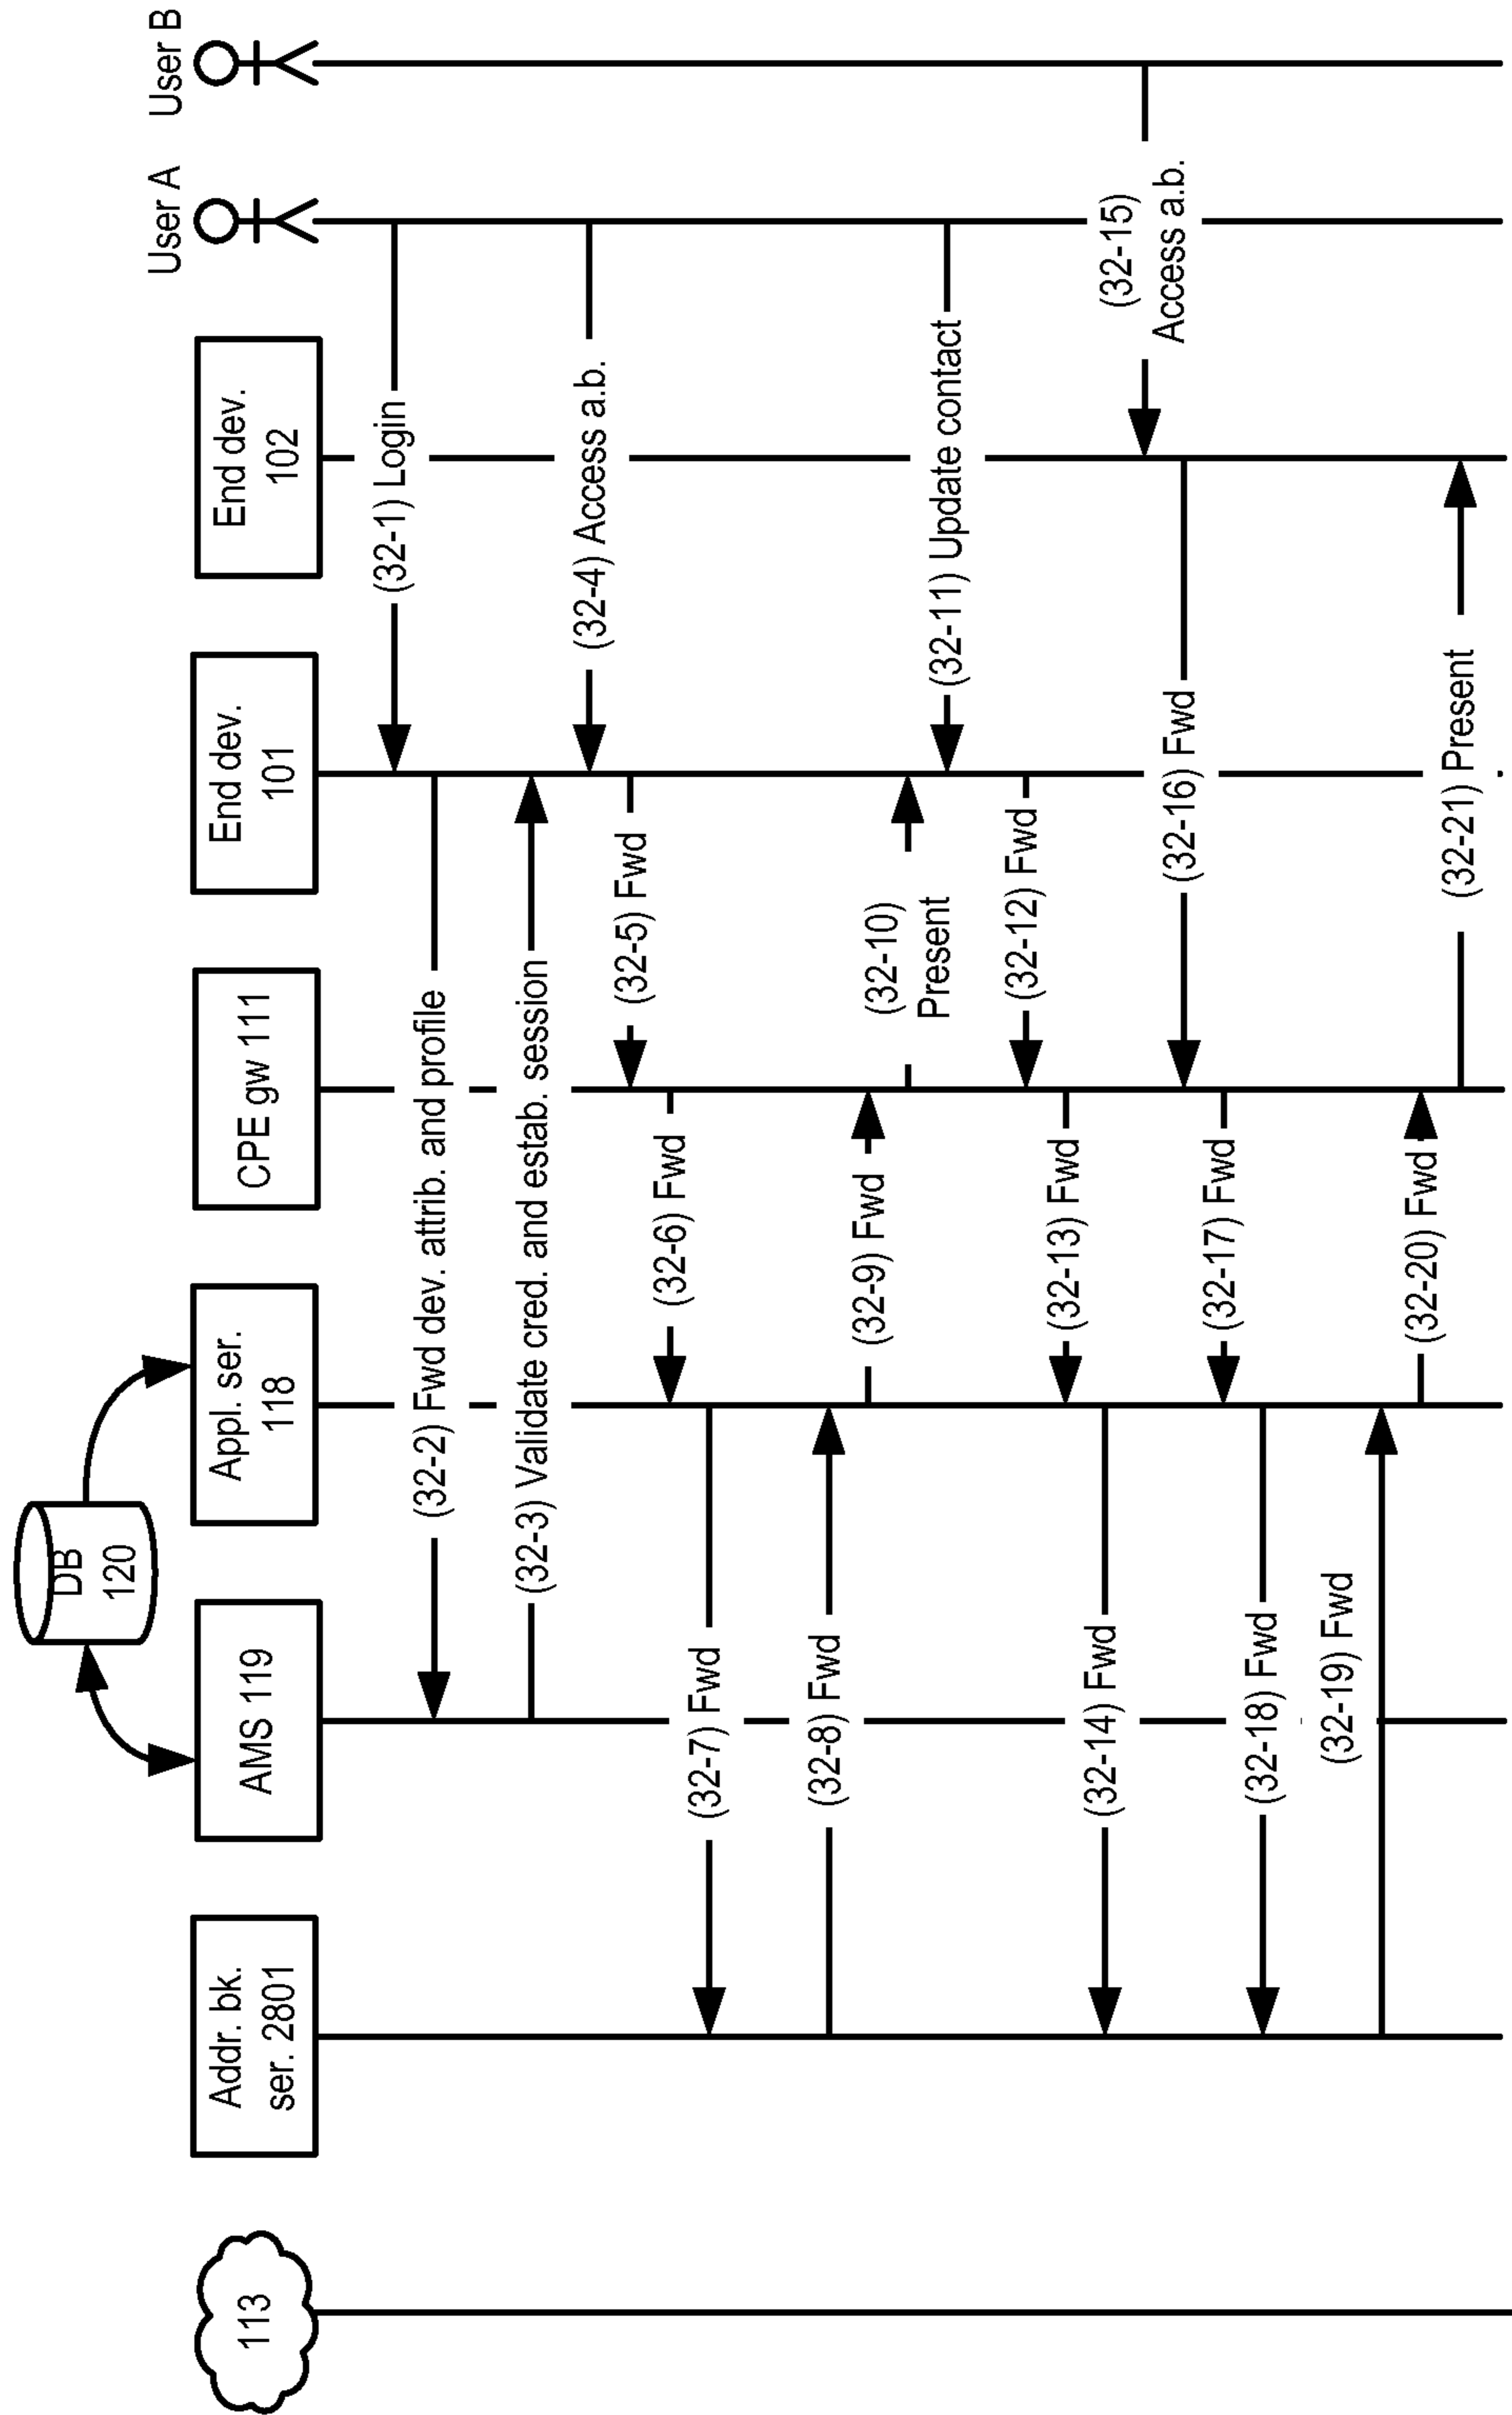 User B
User A
End dev.
102
End dev.
101
CPE gw 111
Appl. ser.
118
DB
120
AMS 119
Addr. bk.
ser. 2801
113
(32-1) Login
(32-2) Fwd dev. attrib. and profile
(32-3) Validate cred. and estab. session
(32-4) Access a.b.
(32-5) Fwd
(32-6) Fwd
(32-7) Fwd
(32-8) Fwd
(32-9) Fwd
(32-10)
Present
(32-11) Update contact
(32-12) Fwd
(32-13) Fwd
(32-14) Fwd
(32-15)
Access a.b.
(32-16) Fwd
(32-17) Fwd
(32-18) Fwd
(32-19) Fwd
(32-20) Fwd
(32-21) Present